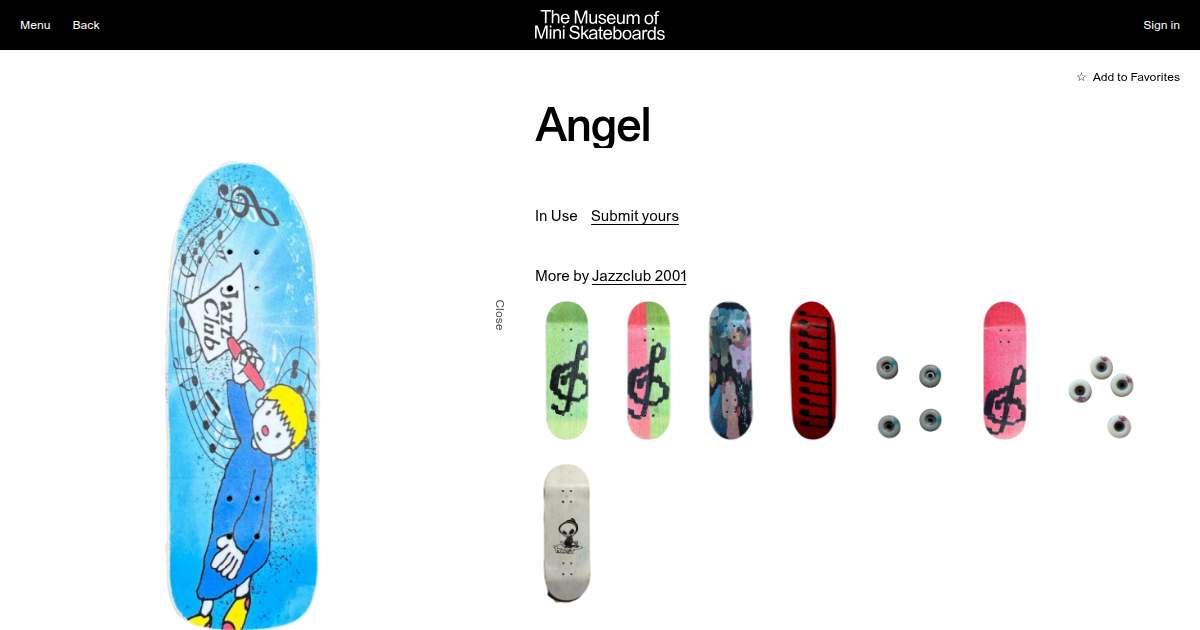 Menu
Back
The Museum of
Mini Skateboards
Sign in
☆ Add to Favorites
Angel
In Use
Submit yours
More by Jazzclub 2001
Close
Jazz
Club